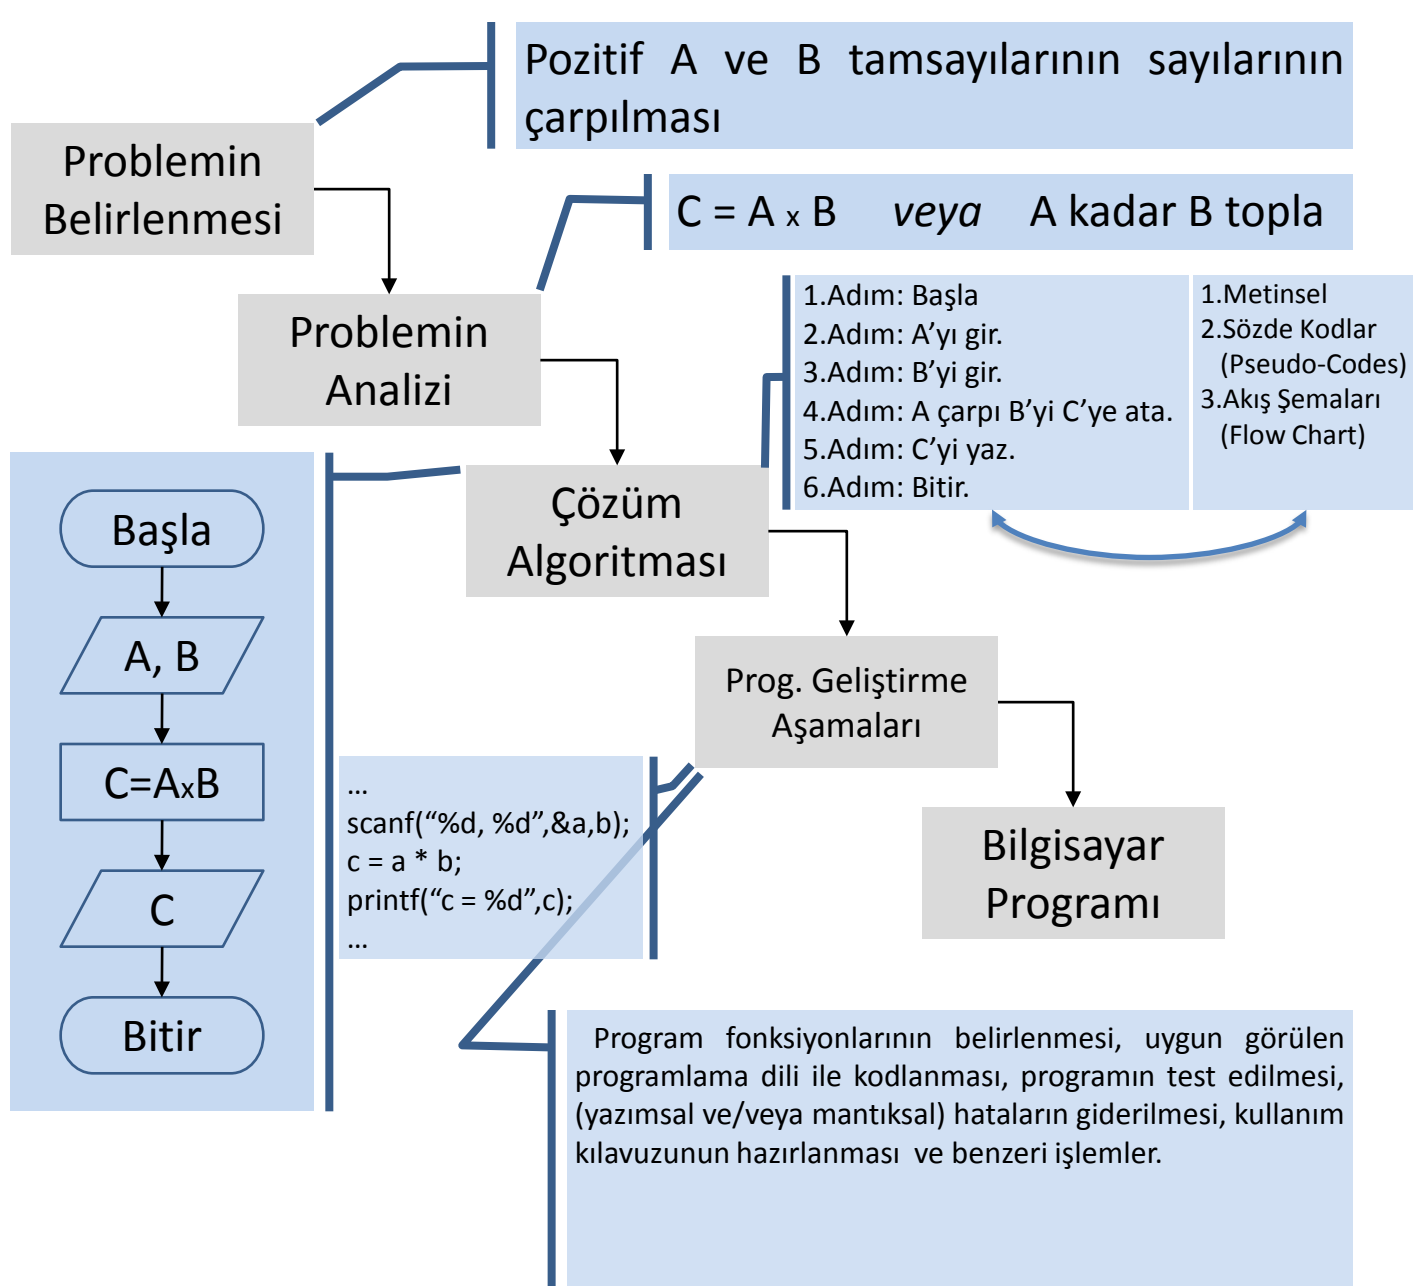 Pozitif A ve B tamsayılarının sayılarının
çarpılması
Problemin
Belirlenmesi
C = A x B veya A kadar B topla
Problemin
Analizi
1.Adım: Başla
2.Adım: A’yı gir.
3.Adım: B’yi gir.
4.Adım: A çarpı B’yi C’ye ata.
5.Adım: C’yi yaz.
6.Adım: Bitir.
1.Metinsel
2.Sözde Kodlar
(Pseudo-Codes)
3.Akış Şemaları
(Flow Chart)
Çözüm
Algoritması
Başla
A, B
C=AxB
C
Bitir
Prog. Geliştirme
Aşamaları
...
scanf(“%d, %d”,&a,b);
c = a * b;
printf(“c = %d”,c);
...
Bilgisayar
Programı
Program fonksiyonlarının belirlenmesi, uygun görülen
programlama dili ile kodlanması, programın test edilmesi,
(yazımsal ve/veya mantıksal) hataların giderilmesi, kullanım
kılavuzunun hazırlanması ve benzeri işlemler.